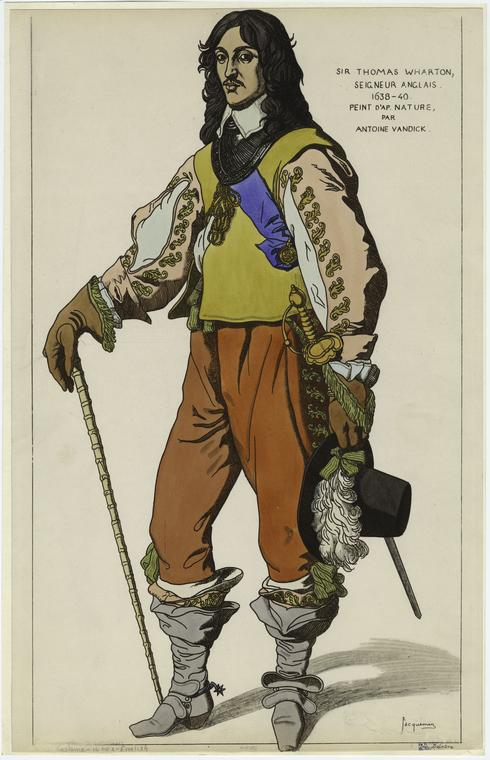 SIR THOMAS WHARTON,
SEIGNEUR ANGLAIS.
1638-40.
PEINT D'AP. NATURE,
PAR
ANTOINE VANDICK.
Jacquemin